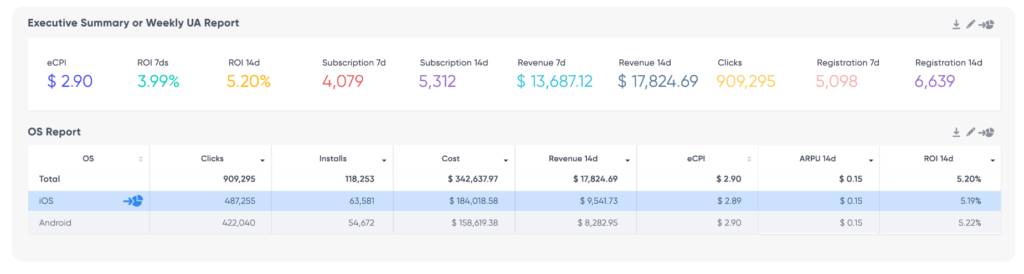 Executive Summary or Weekly UA Report
eCPI ROI 7ds ROI 14d Subscription 7d Subscription 14d Revenue 7d Revenue 14d Clicks Registration 7d Registration 14d
$ 2.90 3.99% 5.20% 4,079 5,312 $ 13,687.12 $ 17,824.69 909,295 5,098 6,639
OS Report
OS Clicks Installs Cost Revenue 14d eCPI ARPU 14d ROI 14d
Total 909,295 118,253 $ 342,637.97 $ 17,824.69 $ 2.90 $ 0.15 5.20%
iOS 487,255 63,581 $ 184,018.58 $ 9,541.73 $ 2.89 $ 0.15 5.19%
Android 422,040 54,672 $ 158,619.38 $ 8,282.95 $ 2.90 $ 0.15 5.22%